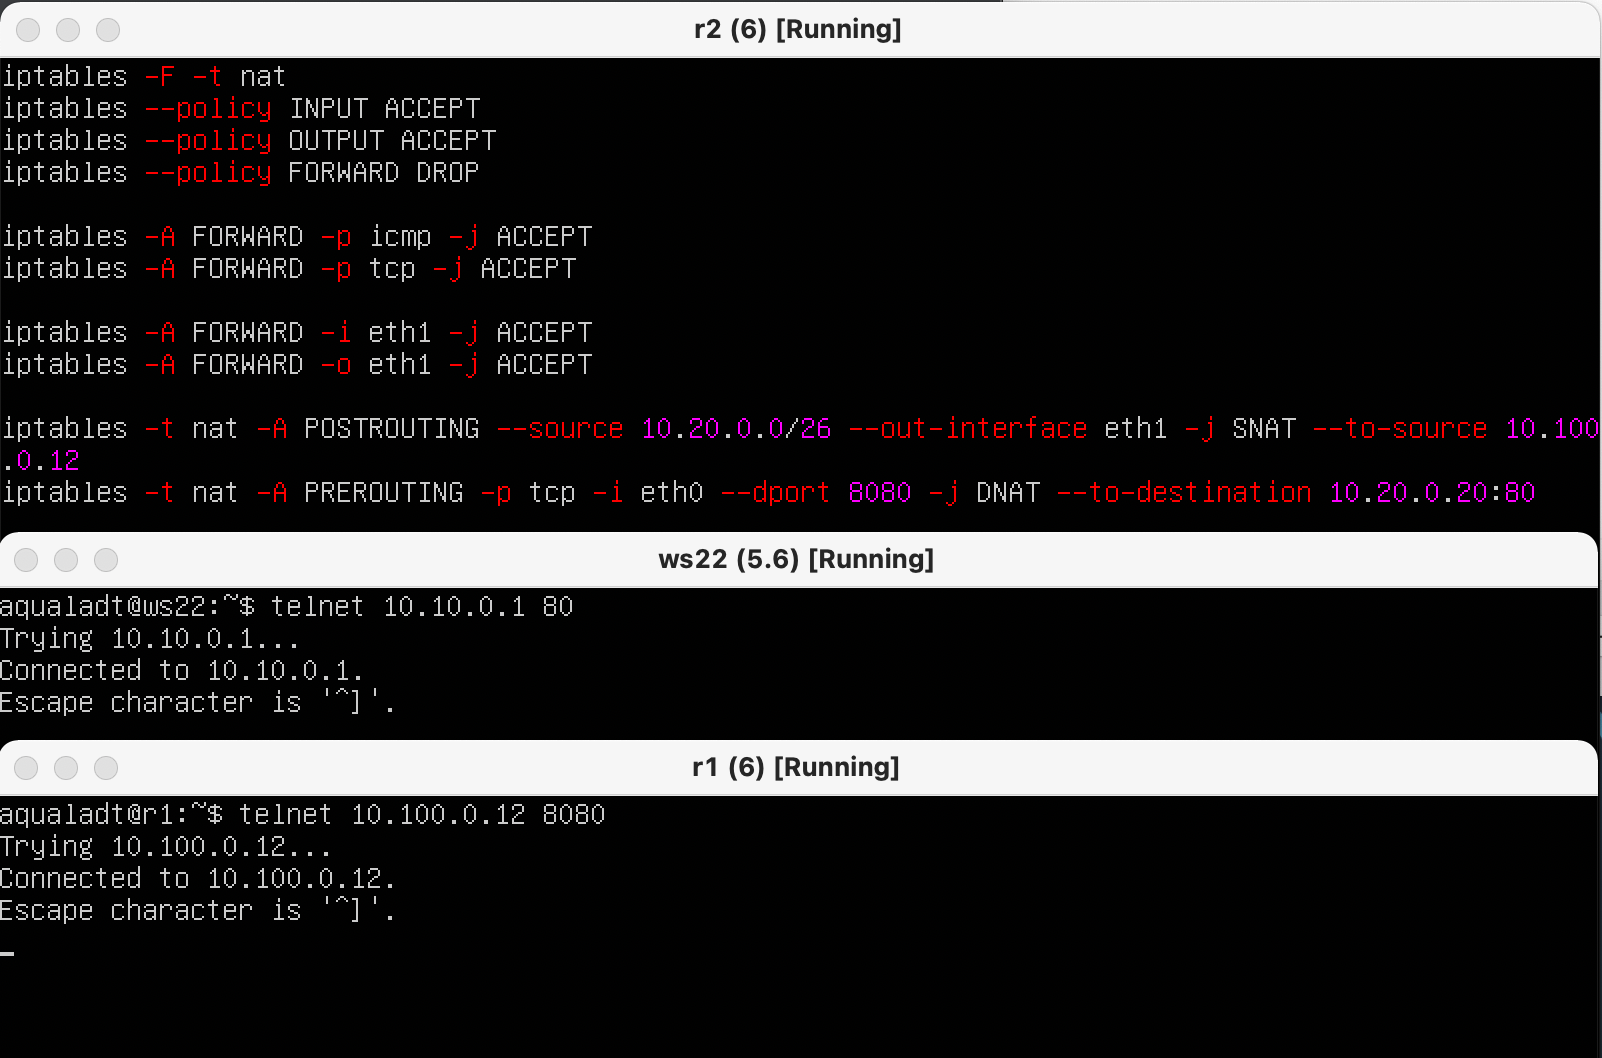 r2 (6) [Running]
iptables -F -t nat
iptables --policy INPUT ACCEPT
iptables --policy OUTPUT ACCEPT
iptables --policy FORWARD DROP
iptables -A FORWARD -p icmp -j ACCEPT
iptables -A FORWARD -p tcp -j ACCEPT
iptables -A FORWARD -i eth1 -j ACCEPT
iptables -A FORWARD -o eth1 -j ACCEPT
iptables -t nat -A POSTROUTING --source 10.20.0.0/26 --out-interface eth1 -j SNAT --to-source 10.100
.0.12
iptables -t nat -A PREROUTING -p tcp -i eth0 --dport 8080 -j DNAT --to-destination 10.20.0.20:80
ws22 (5.6) [Running]
aqualadt@ws22:~$ telnet 10.10.0.1 80
Trying 10.10.0.1...
Connected to 10.10.0.1.
Escape character is '^]'.
r1 (6) [Running]
aqualadt@r1:~$ telnet 10.100.0.12 8080
Trying 10.100.0.12...
Connected to 10.100.0.12.
Escape character is '^]'.